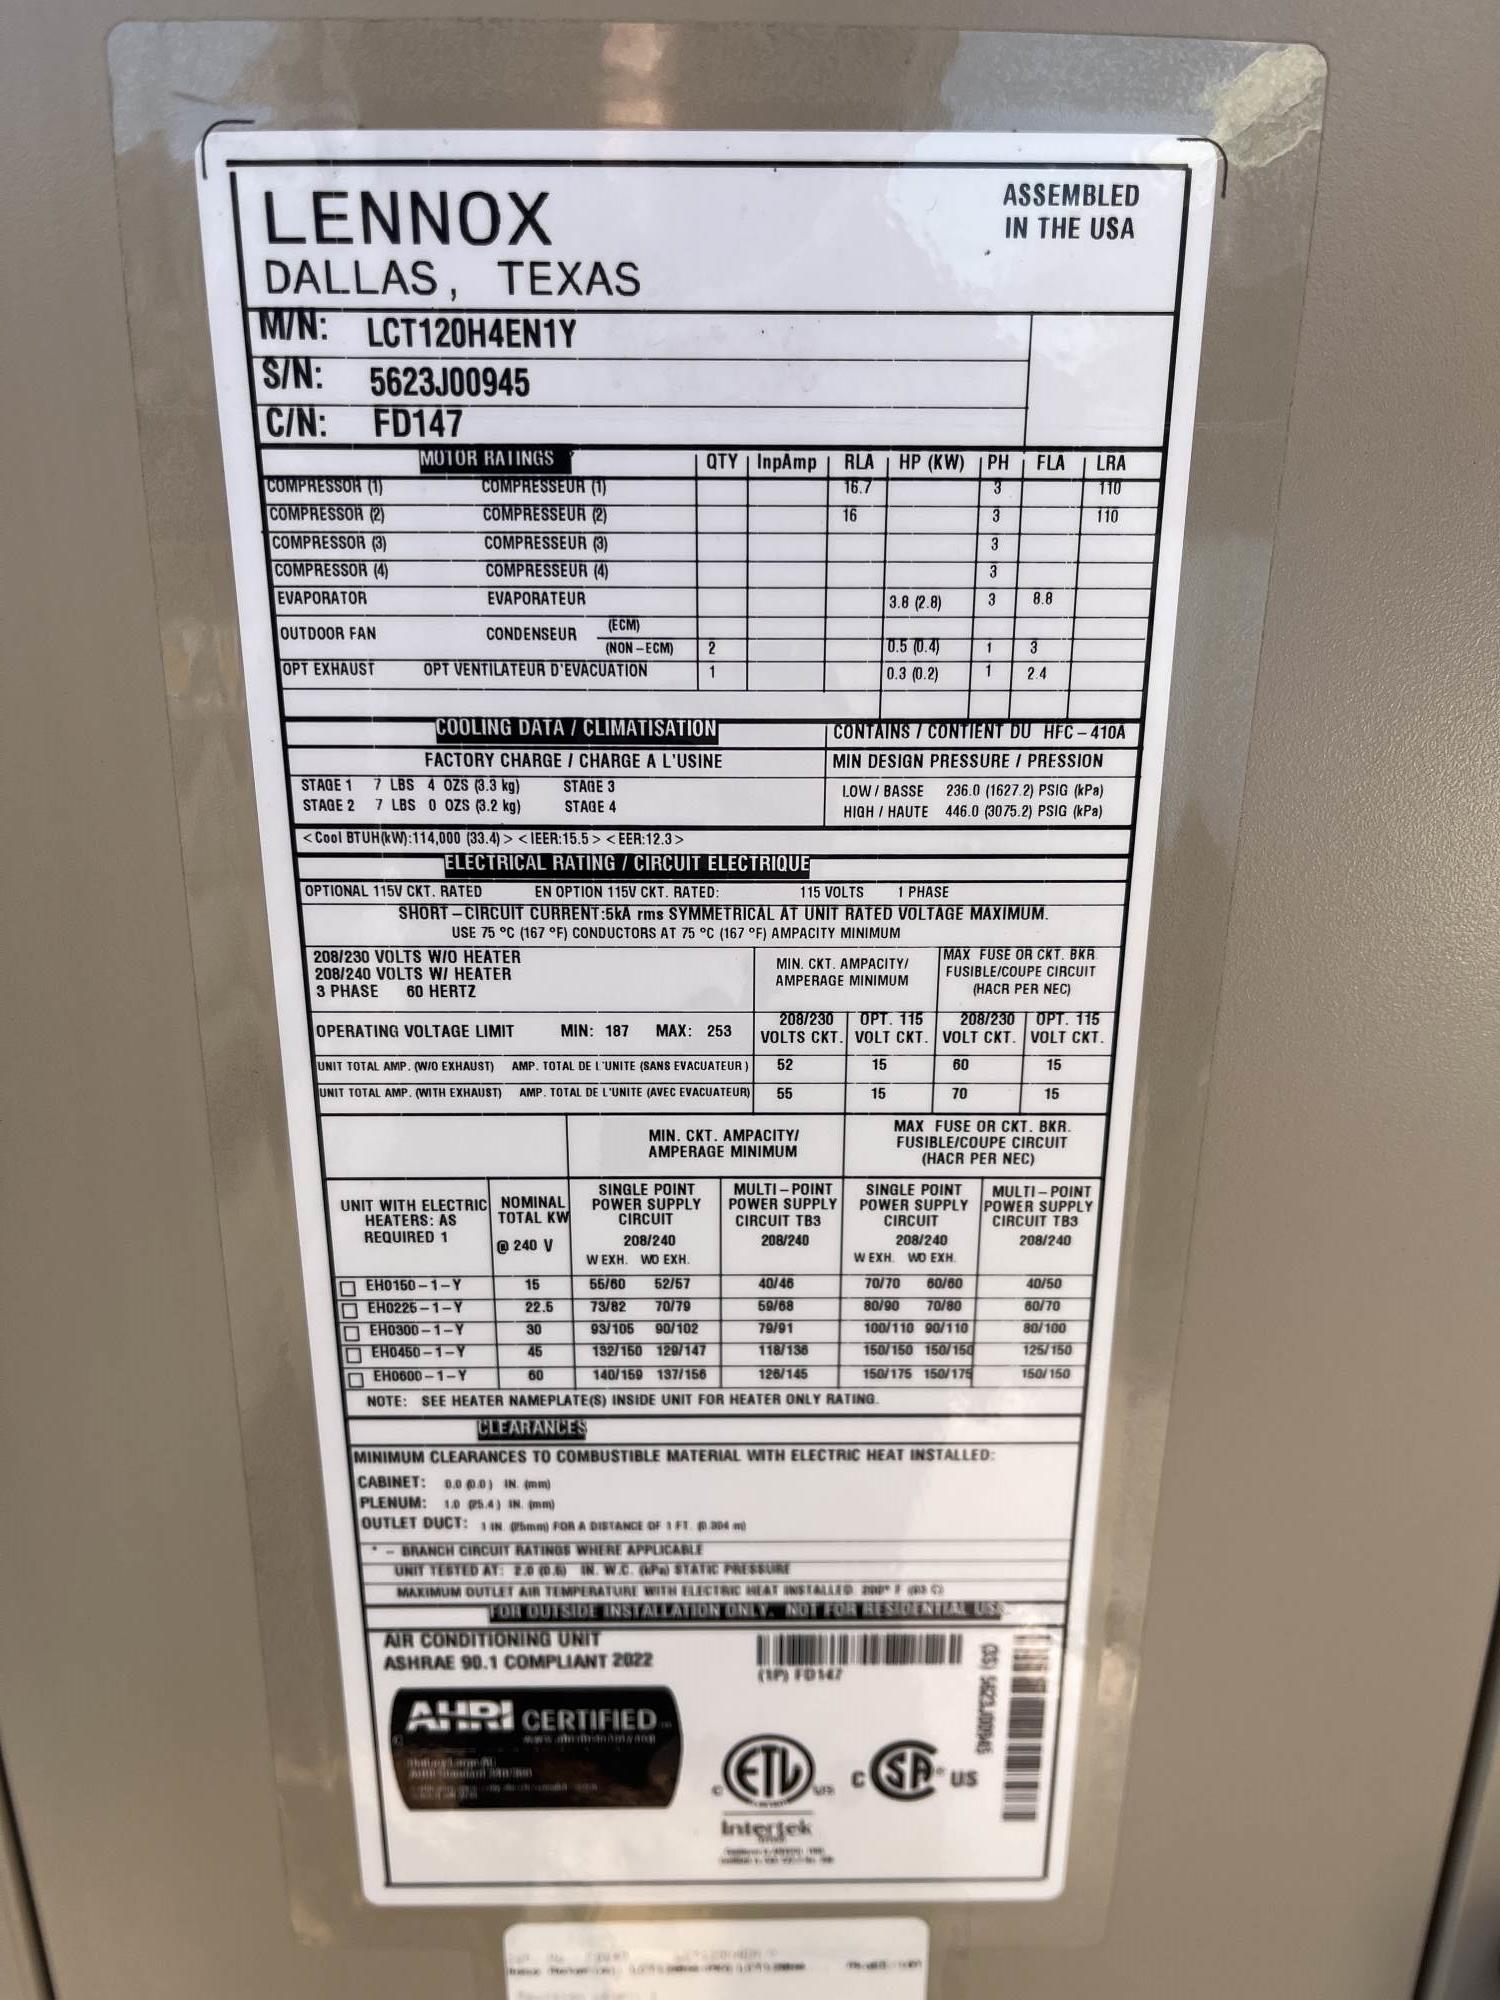 LENNOX
DALLAS, TEXAS
ASSEMBLED
IN THE USA
M/N: LCT120H4EN1Y
S/N: 5623J00945
C/N: FD147
MOTOR RATINGS QTY InpAmp RLA HP (KW) PH FLA LRA
COMPRESSOR (1) COMPRESSEUR (1) 16.7 3 110
COMPRESSOR (2) COMPRESSEUR (2) 16 3 110
COMPRESSOR (3) COMPRESSEUR (3) 3
COMPRESSOR (4) COMPRESSEUR (4) 3
EVAPORATOR EVAPORATEUR 3.8 (2.8) 3 8.8
OUTDOOR FAN CONDENSEUR (ECM)
(NON-ECM) 2 0.5 (0.4) 1 3
OPT EXHAUST OPT VENTILATEUR D'EVACUATION 1 0.3 (0.2) 1 2.4
COOLING DATA / CLIMATISATION CONTAINS / CONTIENT DU HFC-410A
FACTORY CHARGE / CHARGE A L'USINE MIN DESIGN PRESSURE / PRESSION
STAGE 1 7 LBS 4 OZS (3.3 kg) STAGE 3 LOW / BASSE 236.0 (1627.2) PSIG (kPa)
STAGE 2 7 LBS 0 OZS (3.2 kg) STAGE 4 HIGH / HAUTE 446.0 (3075.2) PSIG (kPa)
<Cool BTUH(kW):114,000 (33.4)> <IEER:15.5> <EER:12.3>
ELECTRICAL RATING / CIRCUIT ELECTRIQUE
OPTIONAL 115V CKT. RATED EN OPTION 115V CKT. RATED: 115 VOLTS 1 PHASE
SHORT-CIRCUIT CURRENT:5kA rms SYMMETRICAL AT UNIT RATED VOLTAGE MAXIMUM.
USE 75 °C (167 °F) CONDUCTORS AT 75 °C (167 °F) AMPACITY MINIMUM
208/230 VOLTS W/O HEATER
208/240 VOLTS W/ HEATER
3 PHASE 60 HERTZ
MIN. CKT. AMPACITY/
AMPERAGE MINIMUM
MAX FUSE OR CKT. BKR.
FUSIBLE/COUPE CIRCUIT
(HACR PER NEC)
OPERATING VOLTAGE LIMIT MIN: 187 MAX: 253
208/230 OPT. 115 208/230 OPT. 115
VOLTS CKT. VOLT CKT. VOLT CKT. VOLT CKT.
UNIT TOTAL AMP. (W/O EXHAUST) AMP. TOTAL DE L'UNITE (SANS EVACUATEUR) 52 15 60 15
UNIT TOTAL AMP. (WITH EXHAUST) AMP. TOTAL DE L'UNITE (AVEC EVACUATEUR) 55 15 70 15
MIN. CKT. AMPACITY/
AMPERAGE MINIMUM
MAX FUSE OR CKT. BKR.
FUSIBLE/COUPE CIRCUIT
(HACR PER NEC)
UNIT WITH ELECTRIC
HEATERS: AS
REQUIRED 1
NOMINAL
TOTAL KW
@ 240 V
SINGLE POINT
POWER SUPPLY
CIRCUIT
208/240
W EXH. WO EXH.
MULTI-POINT
POWER SUPPLY
CIRCUIT TB3
208/240
SINGLE POINT
POWER SUPPLY
CIRCUIT
208/240
W EXH. WO EXH.
MULTI-POINT
POWER SUPPLY
CIRCUIT TB3
208/240
EH0150-1-Y 15 55/60 52/57 40/46 70/70 60/60 40/50
EH0225-1-Y 22.5 73/82 70/79 59/68 80/90 70/80 60/70
EH0300-1-Y 30 93/105 90/102 79/91 100/110 90/110 80/100
EH0450-1-Y 45 132/150 129/147 118/136 150/150 150/150 125/150
EH0600-1-Y 60 140/159 137/156 126/145 150/175 150/175 150/150
NOTE: SEE HEATER NAMEPLATE(S) INSIDE UNIT FOR HEATER ONLY RATING.
CLEARANCES
MINIMUM CLEARANCES TO COMBUSTIBLE MATERIAL WITH ELECTRIC HEAT INSTALLED:
CABINET: 0.0 (0.0) IN. (mm)
PLENUM: 1.0 (25.4) IN. (mm)
OUTLET DUCT: 1 IN. (25mm) FOR A DISTANCE OF 1 FT. (0.304 m)
* - BRANCH CIRCUIT RATINGS WHERE APPLICABLE
UNIT TESTED AT: 2.0 (0.5) IN. W.C. (kPa) STATIC PRESSURE
MAXIMUM OUTLET AIR TEMPERATURE WITH ELECTRIC HEAT INSTALLED 200° F (93 C)
FOR OUTSIDE INSTALLATION ONLY. NOT FOR RESIDENTIAL USE.
AIR CONDITIONING UNIT
ASHRAE 90.1 COMPLIANT 2022
(1P) FD147
(3S) 5623J00945
AHRI CERTIFIED
C ETL US
Intertek
C SA US